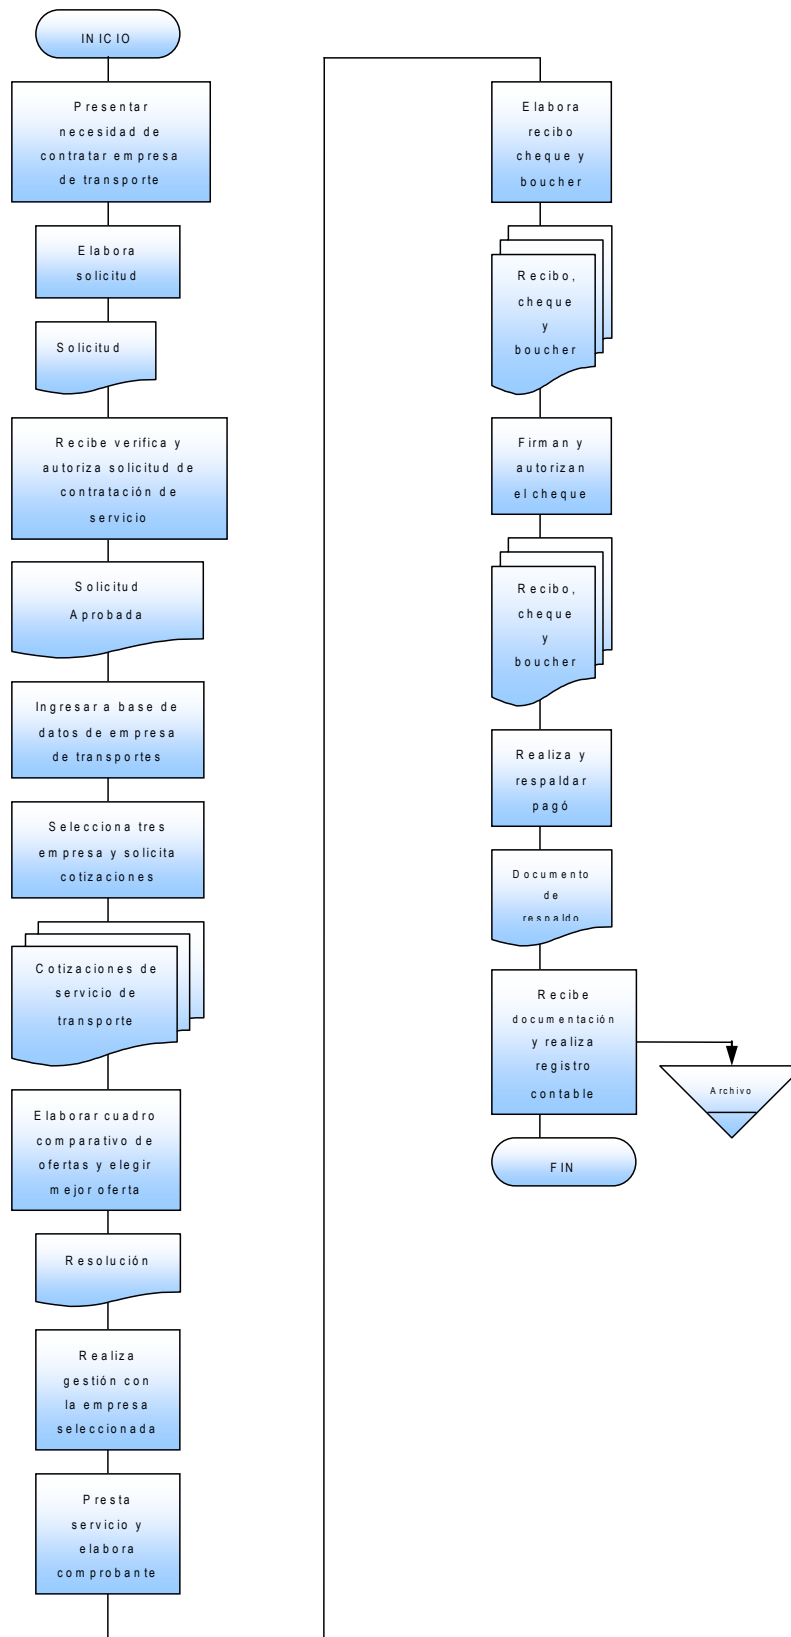 INICIO
Presentar
necesidad de
contratar empresa
de transporte
Elabora
solicitud
Solicitud
Recibe verifica y
autoriza solicitud de
contratación de
servicio
Solicitud
Aprobada
Ingresar a base de
datos de empresa
de transportes
Selecciona tres
empresa y solicita
cotizaciones
Cotizaciones de
servicio de
transporte
Elaborar cuadro
comparativo de
ofertas y elegir
mejor oferta
Resolución
Realiza
gestión con
la empresa
seleccionada
Presta
servicio y
elabora
comprobante
Elabora
recibo
cheque y
boucher
Recibo,
cheque
y
boucher
Firman y
autorizan
el cheque
Recibo,
cheque
y
boucher
Realiza y
respaldar
pagó
Documento
de
respaldo
Recibe
documentación
y realiza
registro
contable
Archivo
FIN